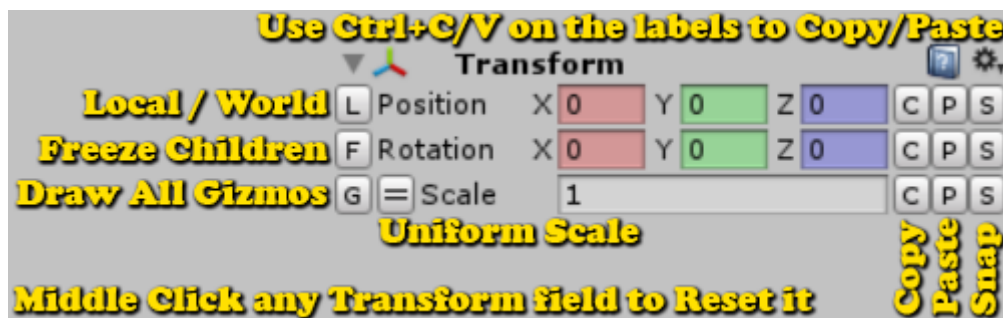 Use Ctrl+C/V on the labels to Copy/Paste
Transform
Local / World L Position X 0 Y 0 Z 0 C P S
Freeze Children F Rotation X 0 Y 0 Z 0 C P S
Draw All Gizmos G = Scale 1 C P S
Uniform Scale
Copy
Paste
Snap
Middle Click any Transform field to Reset it